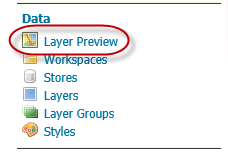 Data
Layer Preview
Workspaces
Stores
Layers
Layer Groups
Styles